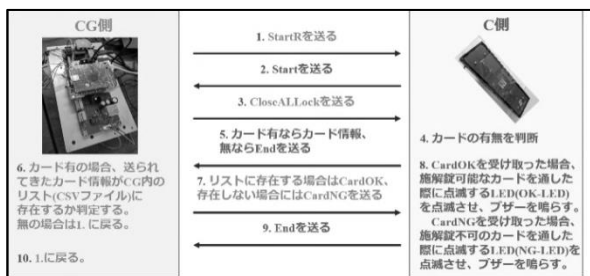 CG側
C側
1. StartRを送る
2. Startを送る
3. CloseALLockを送る
4. カードの有無を判断
5. カード有ならカード情報、
無ならEndを送る
6. カード有の場合、送られ
てきたカード情報がCG内の
リスト(CSVファイル)に
存在するか判定する。
無の場合は1. に戻る。
7. リストに存在する場合はCardOK、
存在しない場合にはCardNGを送る
8. CardOKを受け取った場合、
施解錠可能なカードを通した
際に点滅するLED(OK-LED)
を点滅させ、ブザーを鳴らす。
CardNGを受け取った場合、
施解錠不可のカードを通した
際に点滅するLED(NG-LED)を
点滅させ、ブザーを鳴らす。
9. Endを送る
10. 1.に戻る。